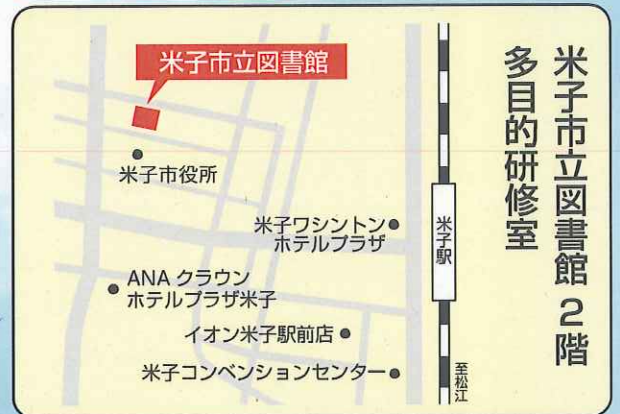 米子市立図書館 2階
多目的研修室
米子市立図書館
米子市役所
米子ワシントン
ホテルプラザ
米子駅
ANA クラウン
ホテルプラザ米子
イオン米子駅前店
米子コンベンションセンター
至松江